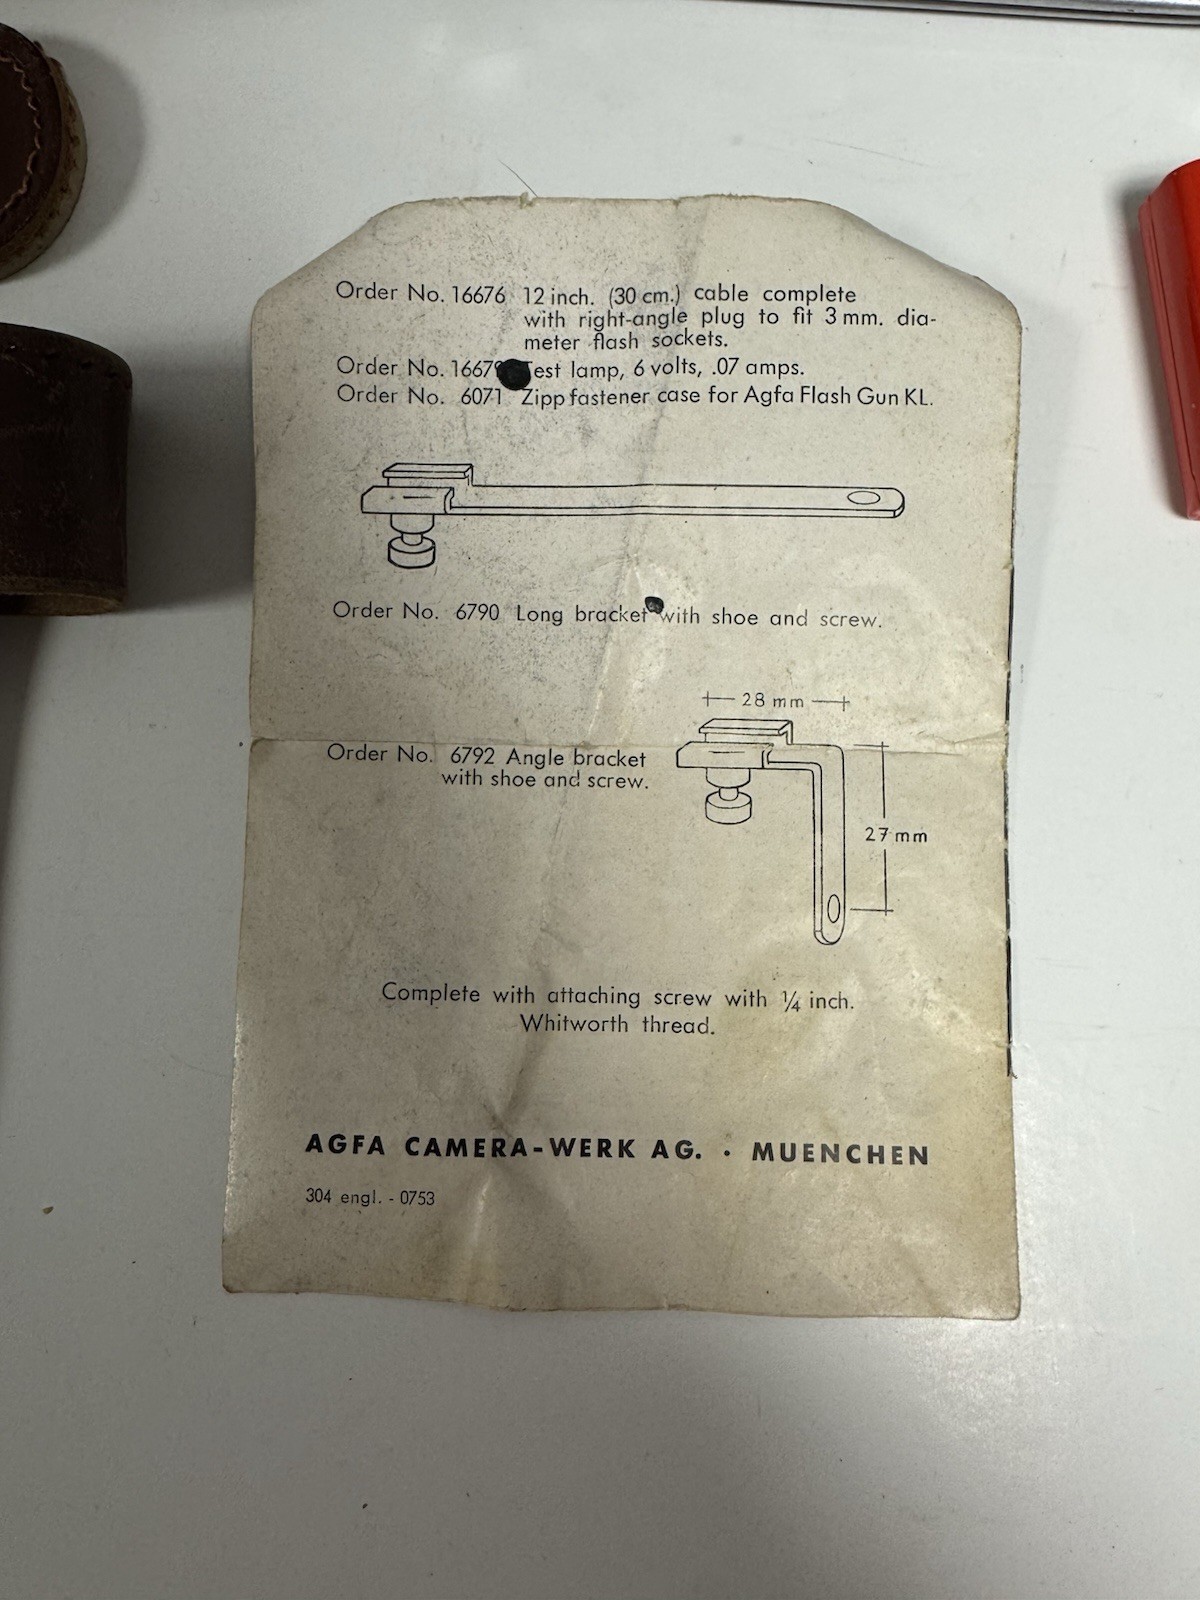 Order No. 16676 12 inch. (30 cm.) cable complete
with right-angle plug to fit 3 mm. dia-
meter flash sockets.
Order No. Test lamp, 6 volts, .07 amps.
Order No. 6071 Zipp fastener case for Agfa Flash Gun KL.
Order No. 6790 Long bracket with shoe and screw.
28 mm
Order No. 6792 Angle bracket
with shoe and screw.
27 mm
Complete with attaching screw with ¼ inch.
Whitworth thread.
AGFA CAMERA-WERK AG. · MUENCHEN
304 engl. - 0753